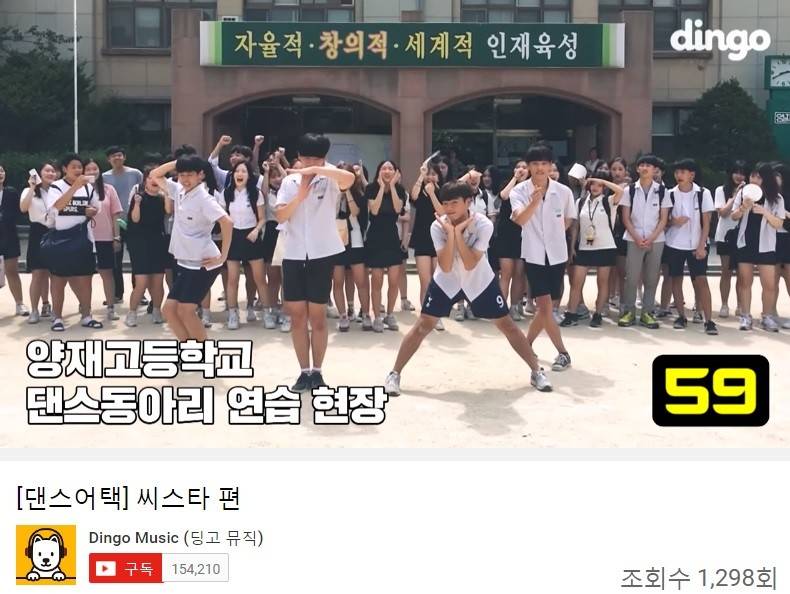 자율적·창의적·세계적 인재육성
dingo
양재고등학교
댄스동아리 연습 현장
59
[댄스어택] 씨스타 편
Dingo Music (딩고 뮤직)
구독 154,210
조회수 1,298회